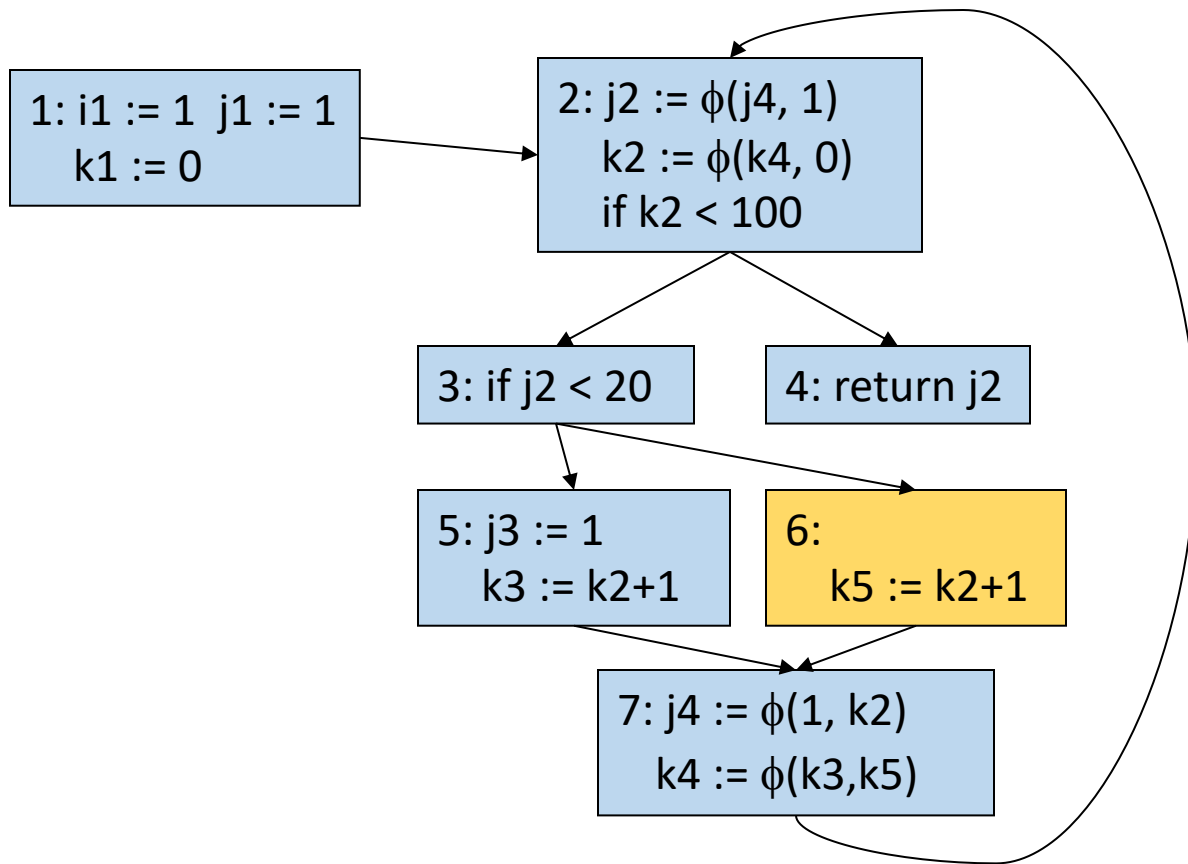 1: i1 := 1 j1 := 1
k1 := 0
2: j2 := ϕ(j4, 1)
k2 := ϕ(k4, 0)
if k2 < 100
3: if j2 < 20
4: return j2
5: j3 := 1
k3 := k2+1
6:
k5 := k2+1
7: j4 := ϕ(1, k2)
k4 := ϕ(k3,k5)